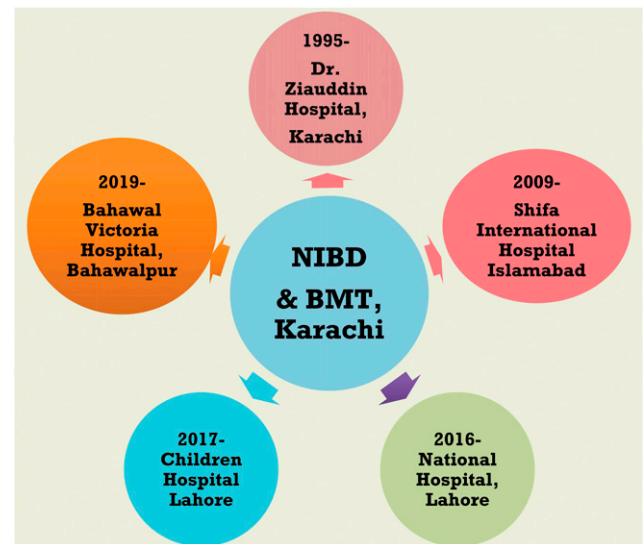 1995-
Dr.
Ziauddin
Hospital,
Karachi
2019-
Bahawal
Victoria
Hospital,
Bahawalpur
2009-
Shifa
International
Hospital
Islamabad
NIBD
& BMT,
Karachi
2017-
Children
Hospital
Lahore
2016-
National
Hospital,
Lahore